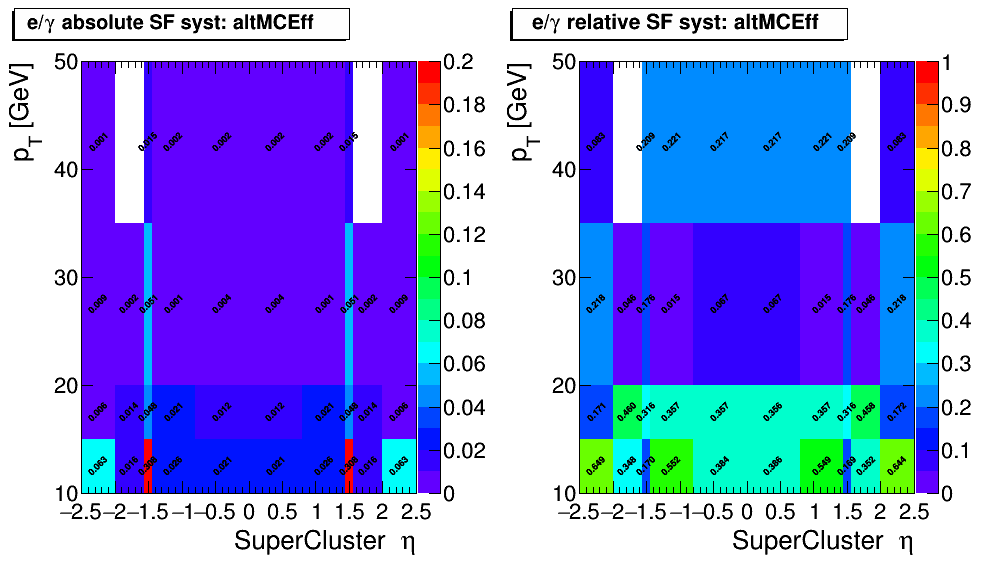 e/γ absolute SF syst: altMCEff
p_T [GeV]
50
40
30
20
10
0.001 0.015 0.002 0.002 0.002 0.002 0.015 0.001
0.009 0.002 0.051 0.001 0.004 0.004 0.001 0.051 0.002 0.009
0.006 0.014 0.021 0.012 0.012 0.021 0.014 0.006
0.063 0.026 0.021 0.021 0.026 0.063
−2.5 −2 −1.5 −1 −0.5 0 0.5 1 1.5 2 2.5
SuperCluster η
0.2
0.18
0.16
0.14
0.12
0.1
0.08
0.06
0.04
0.02
0
e/γ relative SF syst: altMCEff
p_T [GeV]
50
40
30
20
10
0.083 0.209 0.221 0.217 0.217 0.221 0.209 0.083
0.218 0.046 0.176 0.015 0.067 0.067 0.015 0.176 0.046 0.218
0.171 0.460 0.316 0.357 0.357 0.356 0.357 0.316 0.458 0.172
0.649 0.348 0.170 0.552 0.384 0.386 0.549 0.352 0.644
−2.5 −2 −1.5 −1 −0.5 0 0.5 1 1.5 2 2.5
SuperCluster η
1
0.9
0.8
0.7
0.6
0.5
0.4
0.3
0.2
0.1
0